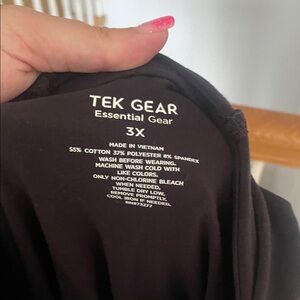 TEK GEAR
Essential Gear
3X
MADE IN VIETNAM
55% COTTON 37% POLYESTER 8% SPANDEX
WASH BEFORE WEARING.
MACHINE WASH COLD WITH
LIKE COLORS.
ONLY NON-CHLORINE BLEACH
WHEN NEEDED.
TUMBLE DRY LOW,
REMOVE PROMPTLY.
COOL IRON IF NEEDED.